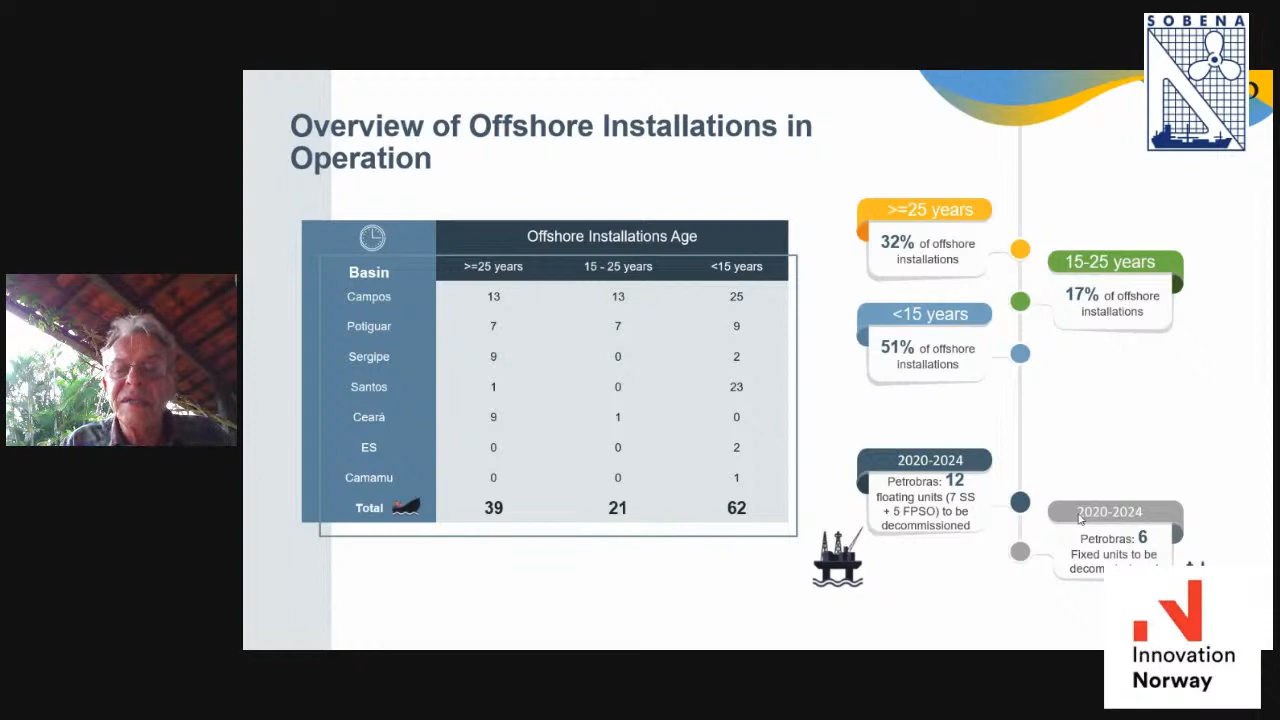 SOBENA
Overview of Offshore Installations in
Operation
Offshore Installations Age
Basin >=25 years 15 - 25 years <15 years
Campos 13 13 25
Potiguar 7 7 9
Sergipe 9 0 2
Santos 1 0 23
Ceará 9 1 0
ES 0 0 2
Camamu 0 0 1
Total 39 21 62
>=25 years
32% of offshore
installations
15-25 years
17% of offshore
installations
<15 years
51% of offshore
installations
2020-2024
Petrobras: 12
floating units (7 SS
+ 5 FPSO) to be
decommissioned
2020-2024
Petrobras: 6
Fixed units to be
Innovation
Norway